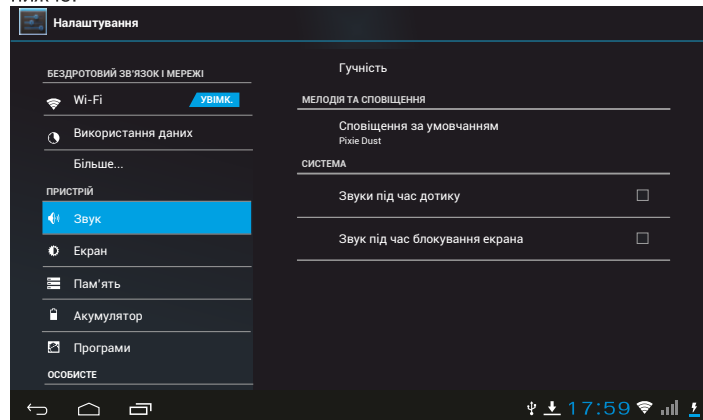 Налаштування
БЕЗДРОТОВИЙ ЗВ'ЯЗОК І МЕРЕЖІ
Wi-Fi УВІМК.
Використання даних
Більше...
ПРИСТРІЙ
Звук
Екран
Пам'ять
Акумулятор
Програми
ОСОБИСТЕ
Гучність
МЕЛОДІЯ ТА СПОВІЩЕННЯ
Сповіщення за умовчанням
Pixie Dust
СИСТЕМА
Звуки під час дотику
Звук під час блокування екрана
17:59